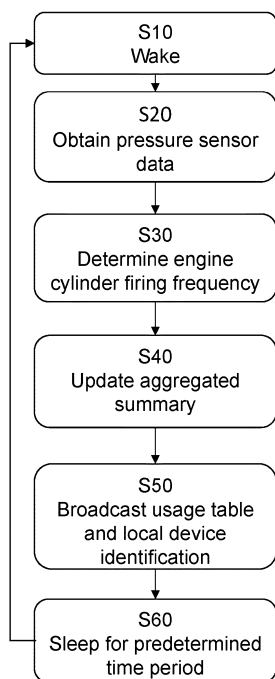 S10
Wake
S20
Obtain pressure sensor
data
S30
Determine engine
cylinder firing frequency
S40
Update aggregated
summary
S50
Broadcast usage table
and local device
identification
S60
Sleep for predetermined
time period